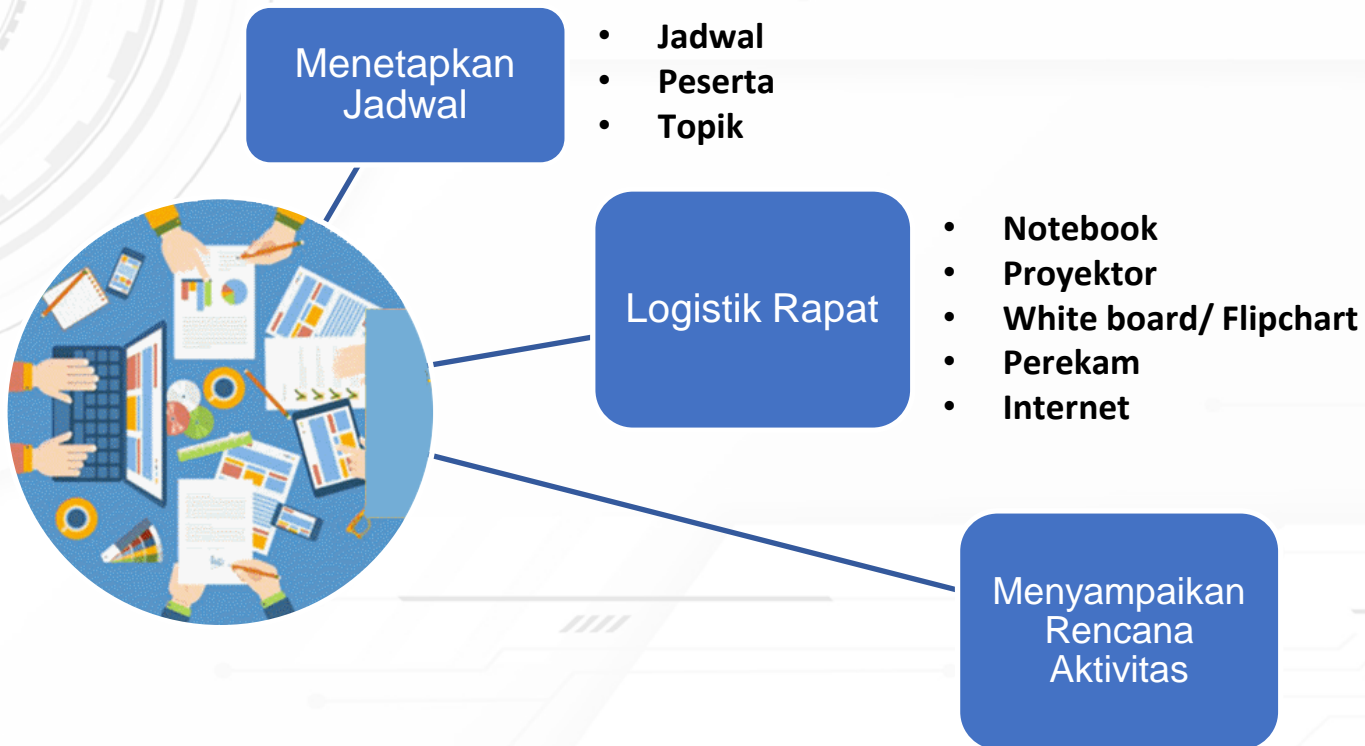 Menetapkan
Jadwal
• Jadwal
• Peserta
• Topik
Logistik Rapat
• Notebook
• Proyektor
• White board/ Flipchart
• Perekam
• Internet
Menyampaikan
Rencana
Aktivitas